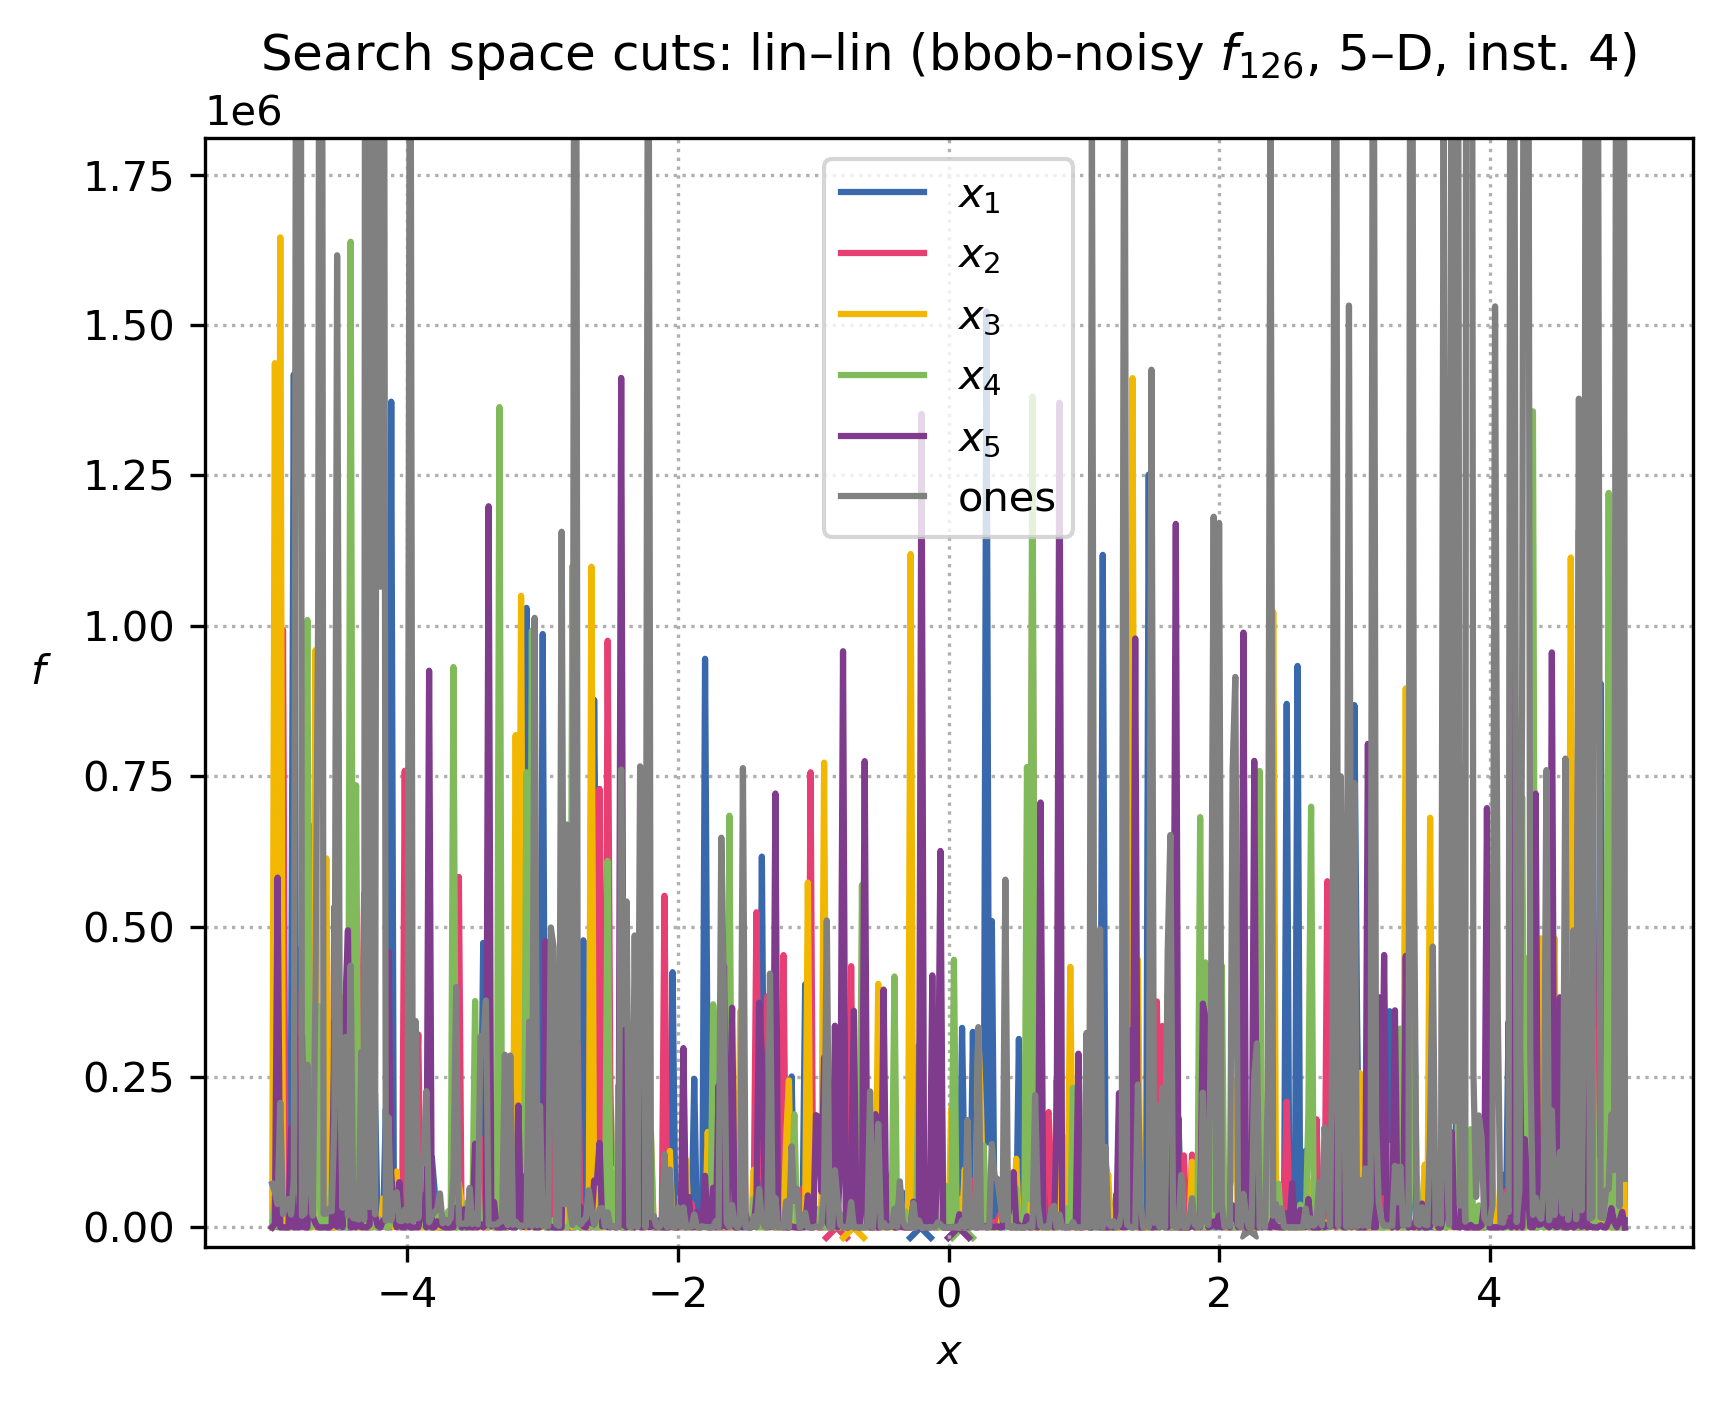 Search space cuts: lin–lin (bbob-noisy f₁₂₆, 5–D, inst. 4)
1e6
1.75
1.50
1.25
1.00
0.75
0.50
0.25
0.00
f
x₁
x₂
x₃
x₄
x₅
ones
−4
−2
0
2
4
x